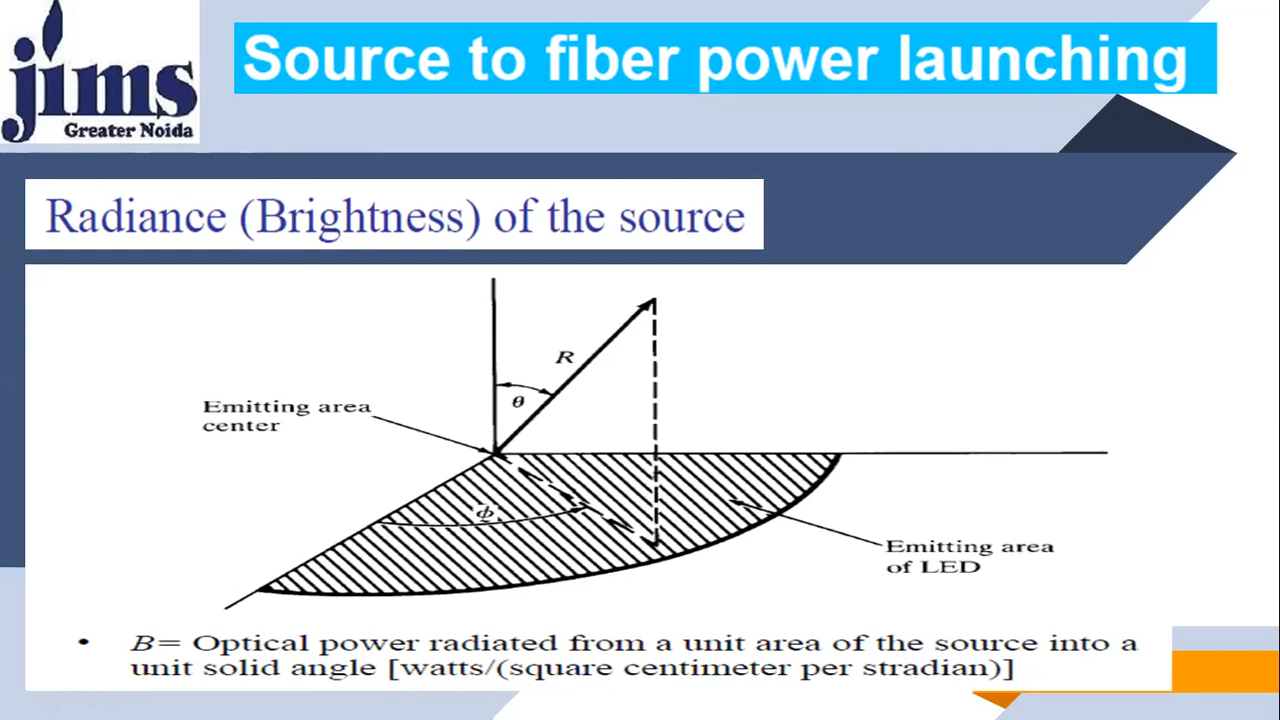 jims
Greater Noida
Source to fiber power launching
Radiance (Brightness) of the source
R
θ
Emitting area
center
ϕ
Emitting area
of LED
• B= Optical power radiated from a unit area of the source into a
unit solid angle [watts/(square centimeter per stradian)]